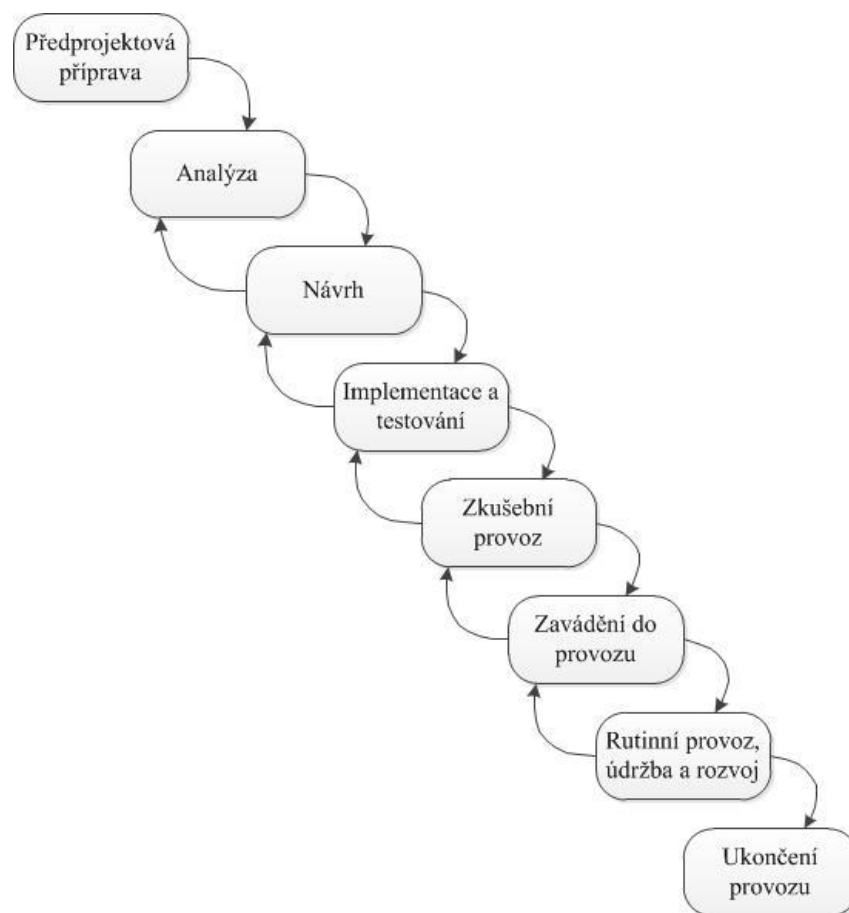 Předprojektová
příprava
Analýza
Návrh
Implementace a
testování
Zkušební
provoz
Zavádění do
provozu
Rutinní provoz,
údržba a rozvoj
Ukončení
provozu